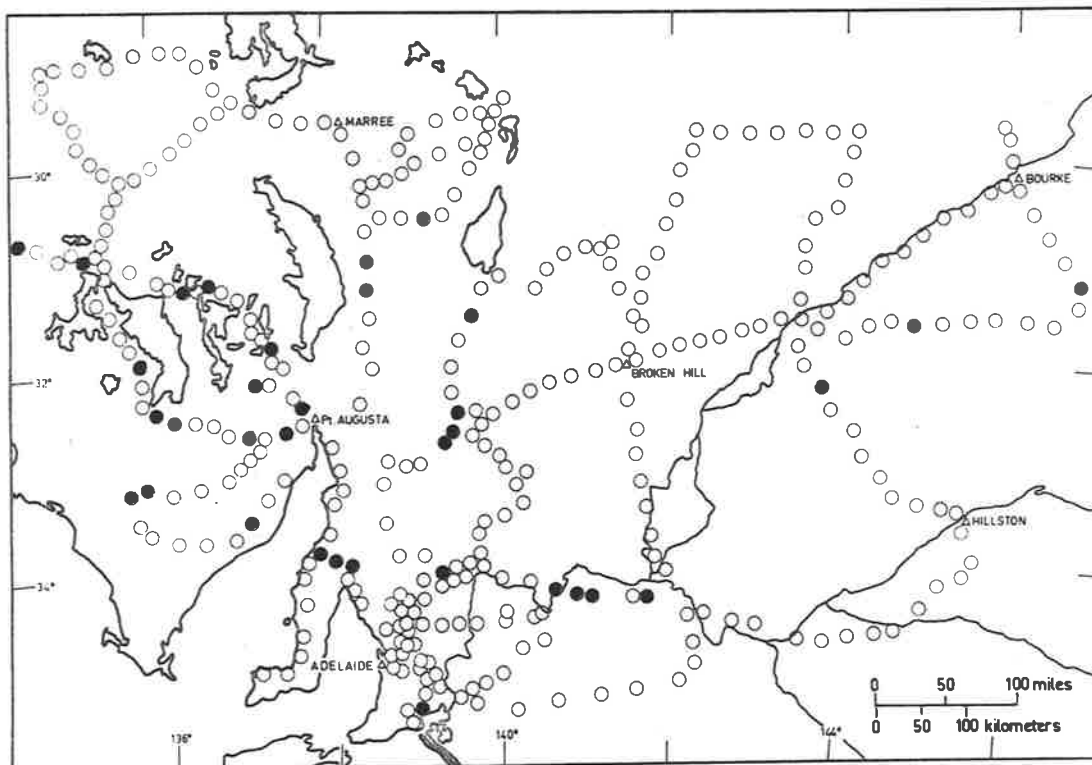 MARREE
30°
BOURKE
32°
BROKEN HILL
Pt. AUGUSTA
HILLSTON
34°
ADELAIDE
0 50 100 miles
0 50 100 kilometers
136°
140°
144°